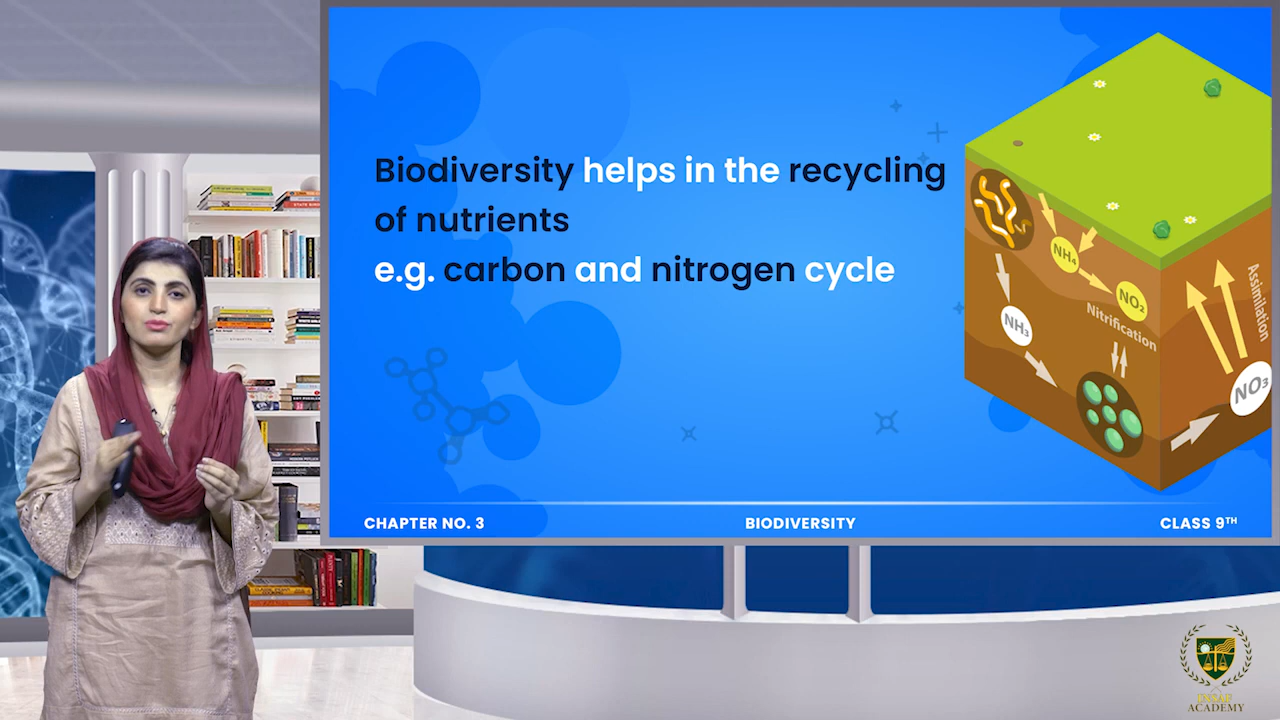 Biodiversity helps in the recycling
of nutrients
e.g. carbon and nitrogen cycle
NH₄
NO₂
Nitrification
NH₃
Assimilation
NO₃
CHAPTER NO. 3
BIODIVERSITY
CLASS 9TH
INSAF
ACADEMY